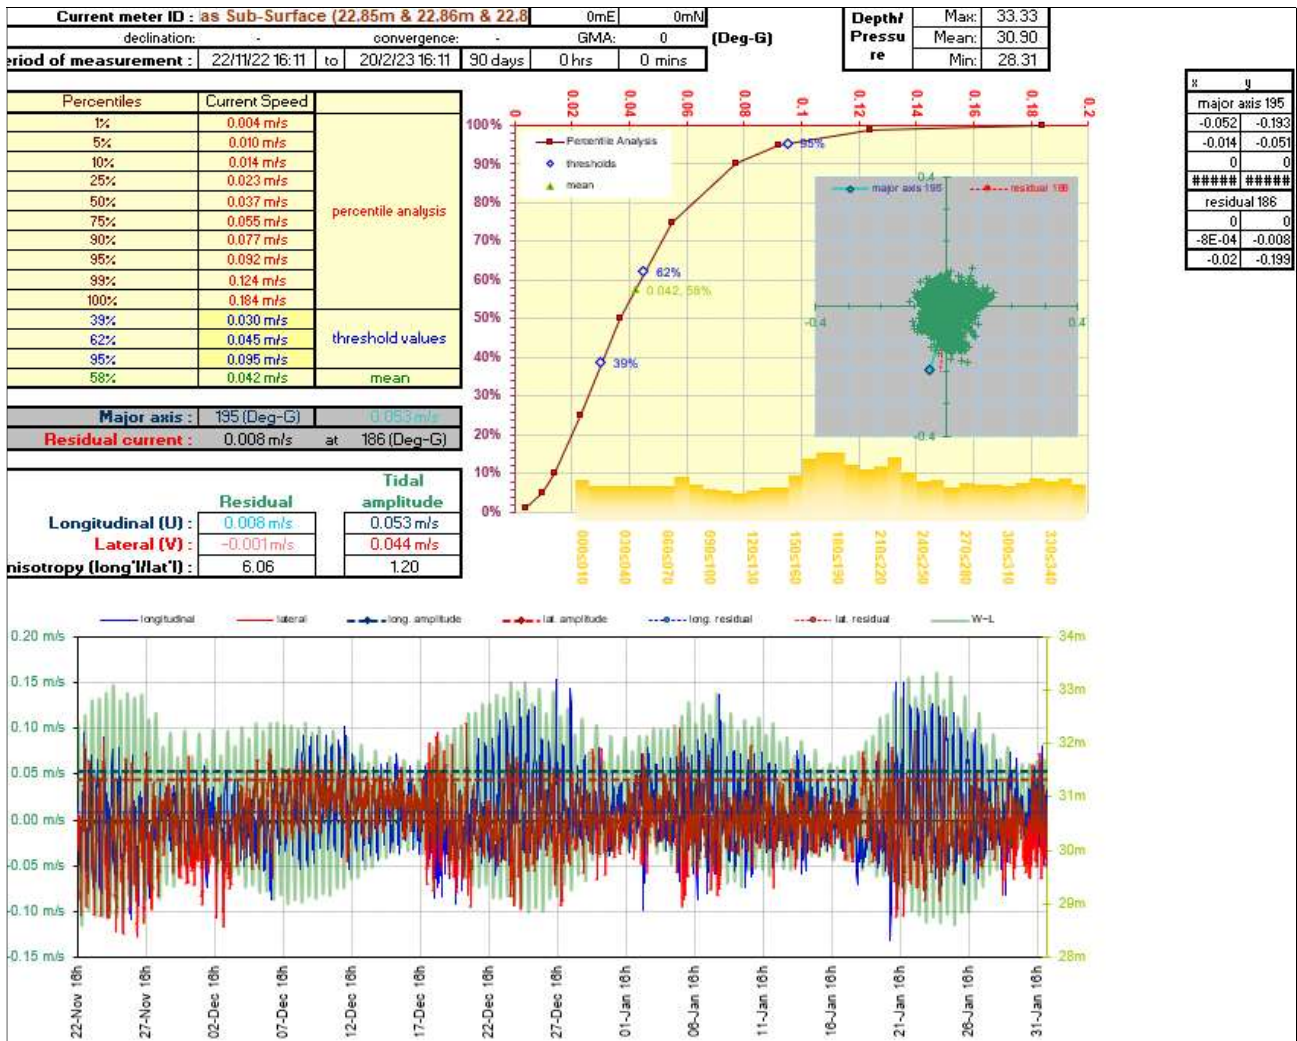 Current meter ID : as Sub-Surface (22.85m & 22.86m & 22.8 0mE 0mN
declination: - convergence: - GMA: 0 (Deg-G)
eriod of measurement : 22/11/22 16:11 to 20/2/23 16:11 90 days 0 hrs 0 mins
Depth/ Pressu re
Max: 33.33
Mean: 30.90
Min: 28.31
x y
major axis 195
-0.052 -0.193
-0.014 -0.051
0 0
##### #####
residual 186
0 0
-8E-04 -0.008
-0.02 -0.199
Percentiles Current Speed
1% 0.004 m/s
5% 0.010 m/s
10% 0.014 m/s
25% 0.023 m/s
50% 0.037 m/s
75% 0.055 m/s
90% 0.077 m/s
95% 0.092 m/s
99% 0.124 m/s
100% 0.184 m/s
percentile analysis
39% 0.030 m/s
62% 0.045 m/s
95% 0.095 m/s
threshold values
58% 0.042 m/s mean
Major axis : 195 (Deg-G) 0.053 m/s
Residual current : 0.008 m/s at 186 (Deg-G)
Residual Tidal amplitude
Longitudinal (U) : 0.008 m/s 0.053 m/s
Lateral (V) : -0.001 m/s 0.044 m/s
nisotropy (long'l/lat'l) : 6.06 1.20
0 0.02 0.04 0.06 0.08 0.1 0.12 0.14 0.16 0.18 0.2
100%
90%
80%
70%
60%
50%
40%
30%
20%
10%
0%
Percentile Analysis
thresholds
mean
95%
62%
0.042, 58%
39%
major axis 195 residual 186
0.4
-0.4 0.4
-0.4
000≤010 030≤040 060≤070 090≤100 120≤130 150≤160 180≤190 210≤220 240≤250 270≤280 300≤310 330≤340
longitudinal lateral long. amplitude lat. amplitude long. residual lat. residual W-L
0.20 m/s
0.15 m/s
0.10 m/s
0.05 m/s
0.00 m/s
-0.05 m/s
-0.10 m/s
-0.15 m/s
34m
33m
32m
31m
30m
29m
28m
22-Nov 16h 27-Nov 16h 02-Dec 16h 07-Dec 16h 12-Dec 16h 17-Dec 16h 22-Dec 16h 27-Dec 16h 01-Jan 16h 06-Jan 16h 11-Jan 16h 16-Jan 16h 21-Jan 16h 26-Jan 16h 31-Jan 16h